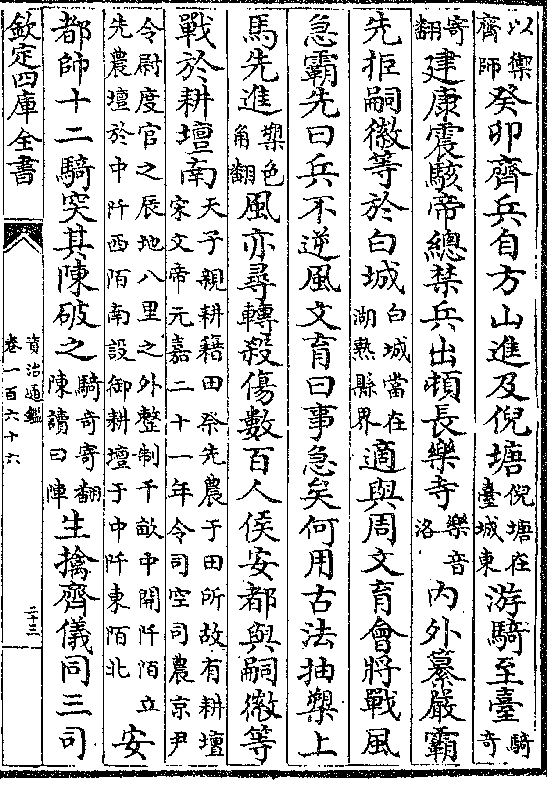 以禦齊師癸卯齊兵自方山進及倪塘倪塘在臺城東游騎至臺騎奇
寄翻建康震駭帝總禁兵出頓長樂寺樂音洛内外纂嚴霸
先拒嗣徽等於白城白城當在湖熟縣界適與周文育會將戰風
急霸先曰兵不逆風文育曰事急矣何用古法抽槊上
馬先進槊色角翻風亦尋轉殺傷數百人侯安都與嗣徽等
戰於耕壇南天子親耕藉田祭先農于田所故有耕壇宋文帝元嘉二十一年令司空司農京尹
令尉度宫之辰地八里之外整制千畝中開阡陌立先農壇於中阡西陌南設御耕壇于中阡東陌北安
都帥十二騎突其陳破之騎奇寄翻陳讀曰陣生擒齊儀同三司
欽定四庫全書
資治通鑑
卷一百六十六
二十三